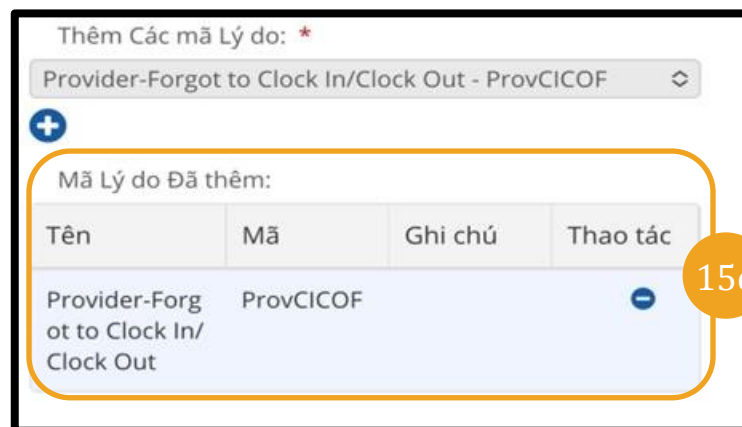 Thêm Các mã Lý do: *
Provider-Forgot to Clock In/Clock Out - ProvCICOF
Mã Lý do Đã thêm:
Tên Mã Ghi chú Thao tác
Provider-Forg ProvCICOF
ot to Clock In/
Clock Out